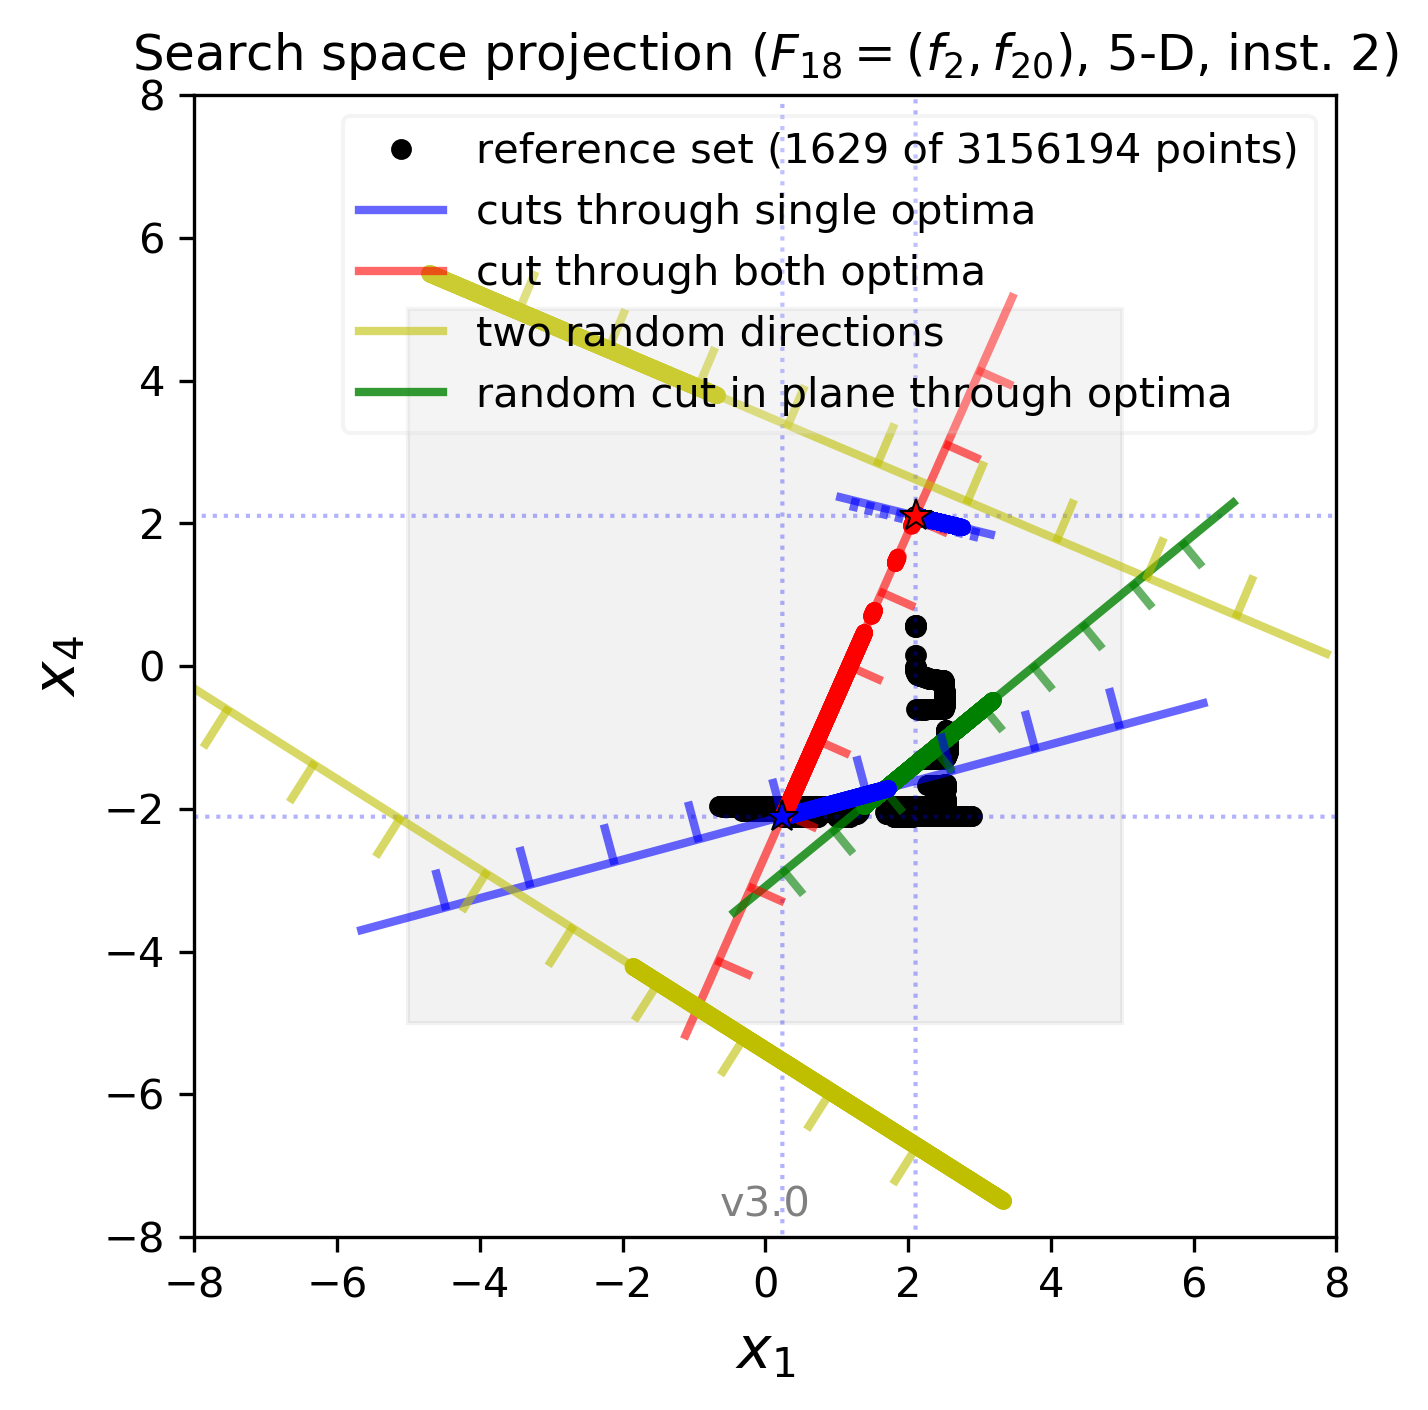 Search space projection (F18 = (f2, f20), 5-D, inst. 2)
reference set (1629 of 3156194 points)
cuts through single optima
cut through both optima
two random directions
random cut in plane through optima
8
6
4
2
0
−2
−4
−6
−8
x4
v3.0
−8 −6 −4 −2 0 2 4 6 8
x1